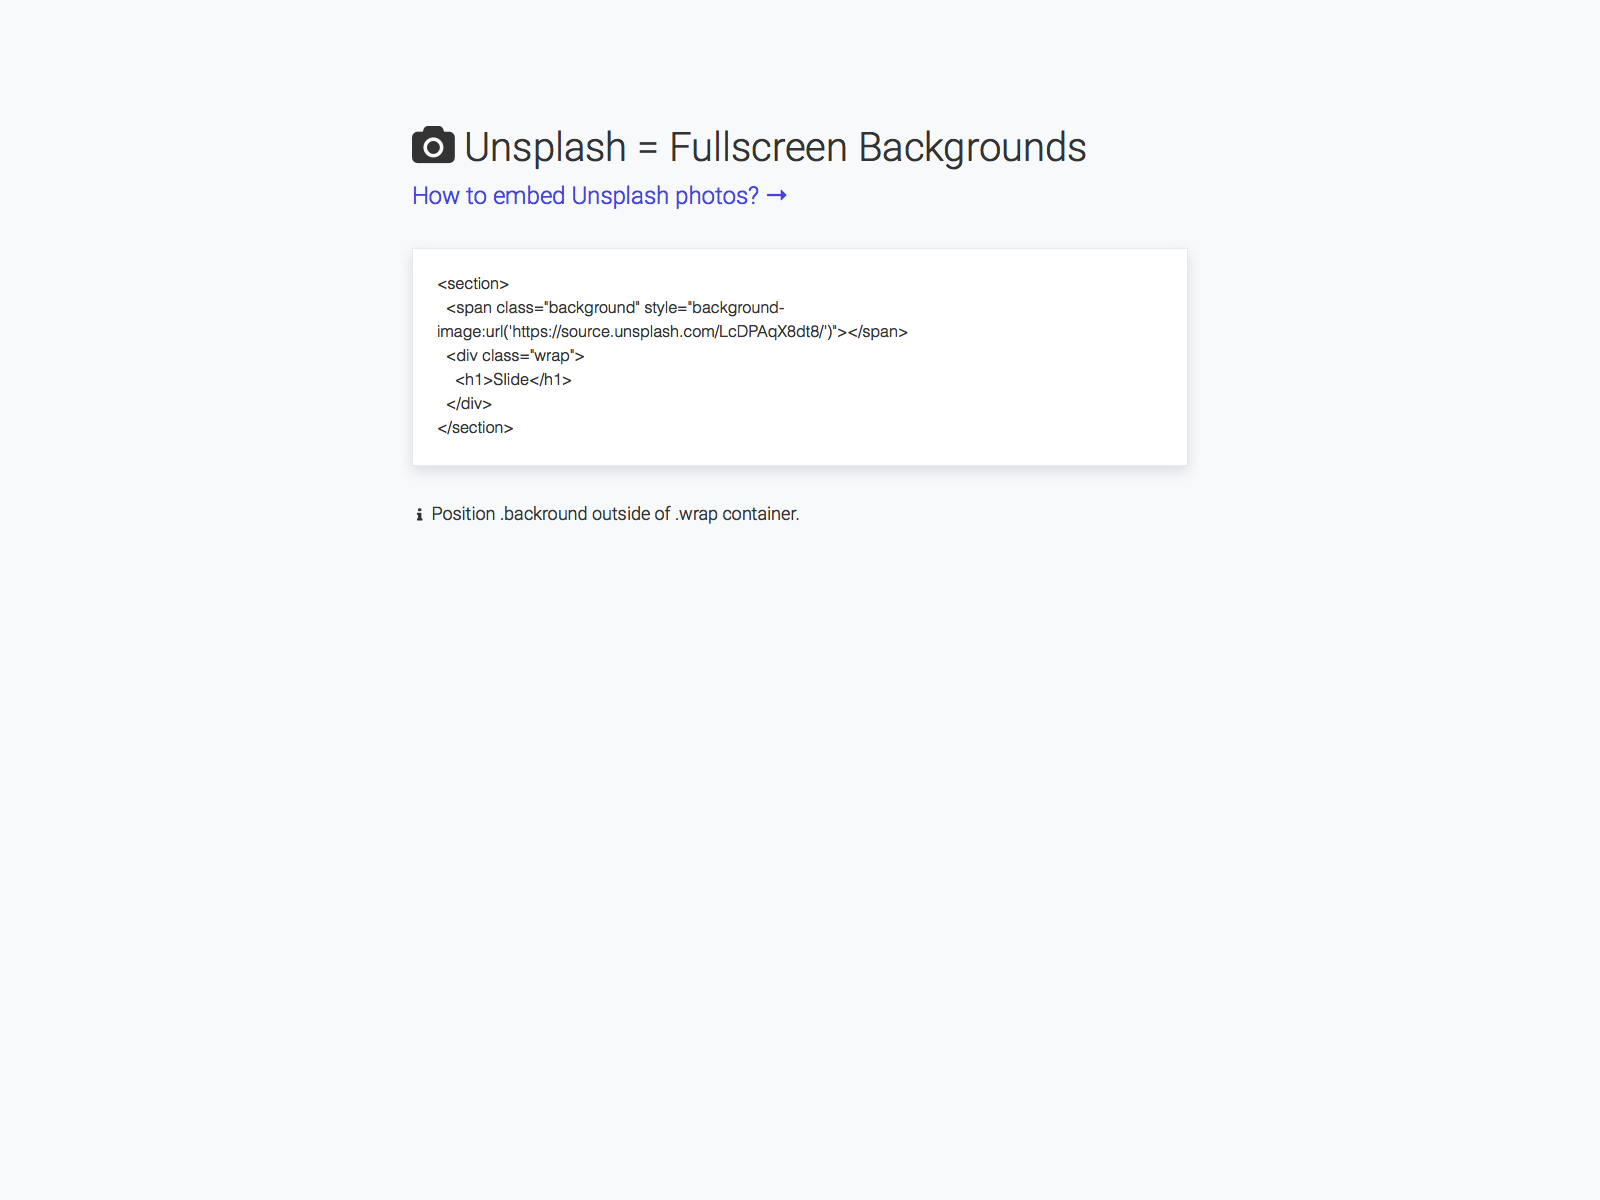 Unsplash = Fullscreen Backgrounds
How to embed Unsplash photos? →
<section>
  <span class="background" style="background-
image:url('https://source.unsplash.com/LcDPAqX8dt8/')"></span>
  <div class="wrap">
    <h1>Slide</h1>
  </div>
</section>
Position .backround outside of .wrap container.